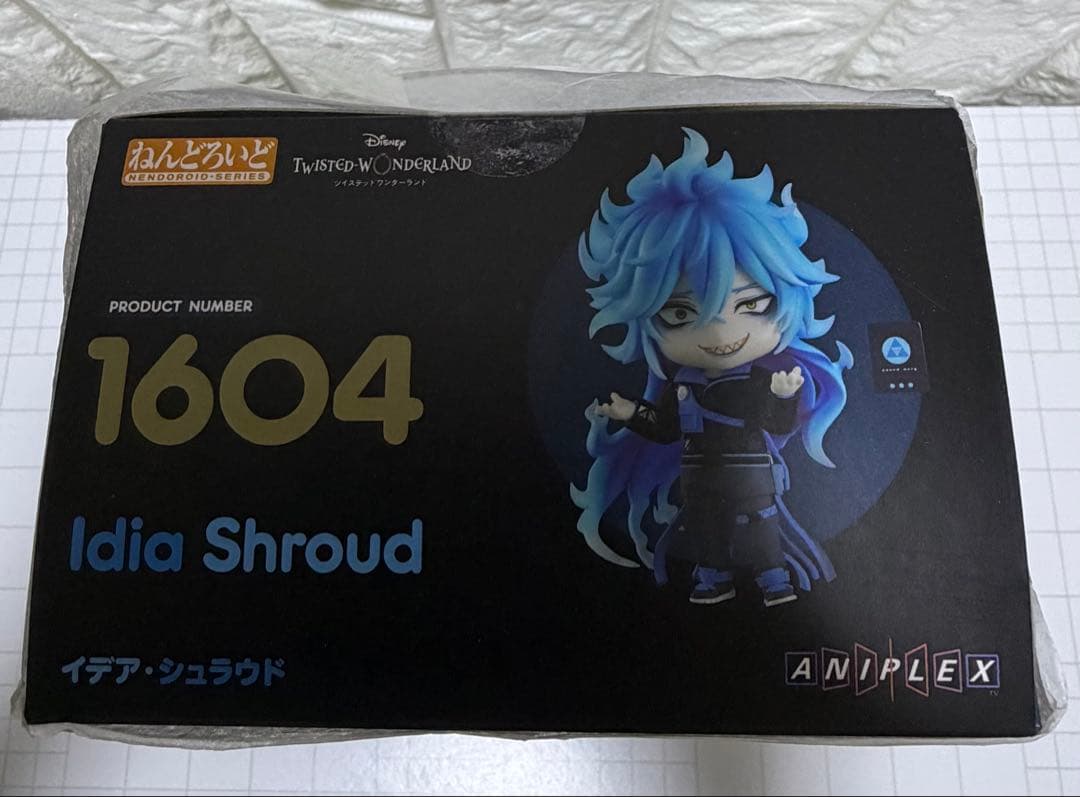 ねんどろいど
NENDOROID-SERIES
Disney
TWISTED-WONDERLAND
ツイステッドワンダーランド
PRODUCT NUMBER
1604
Idia Shroud
イデア・シュラウド
ANIPLEX